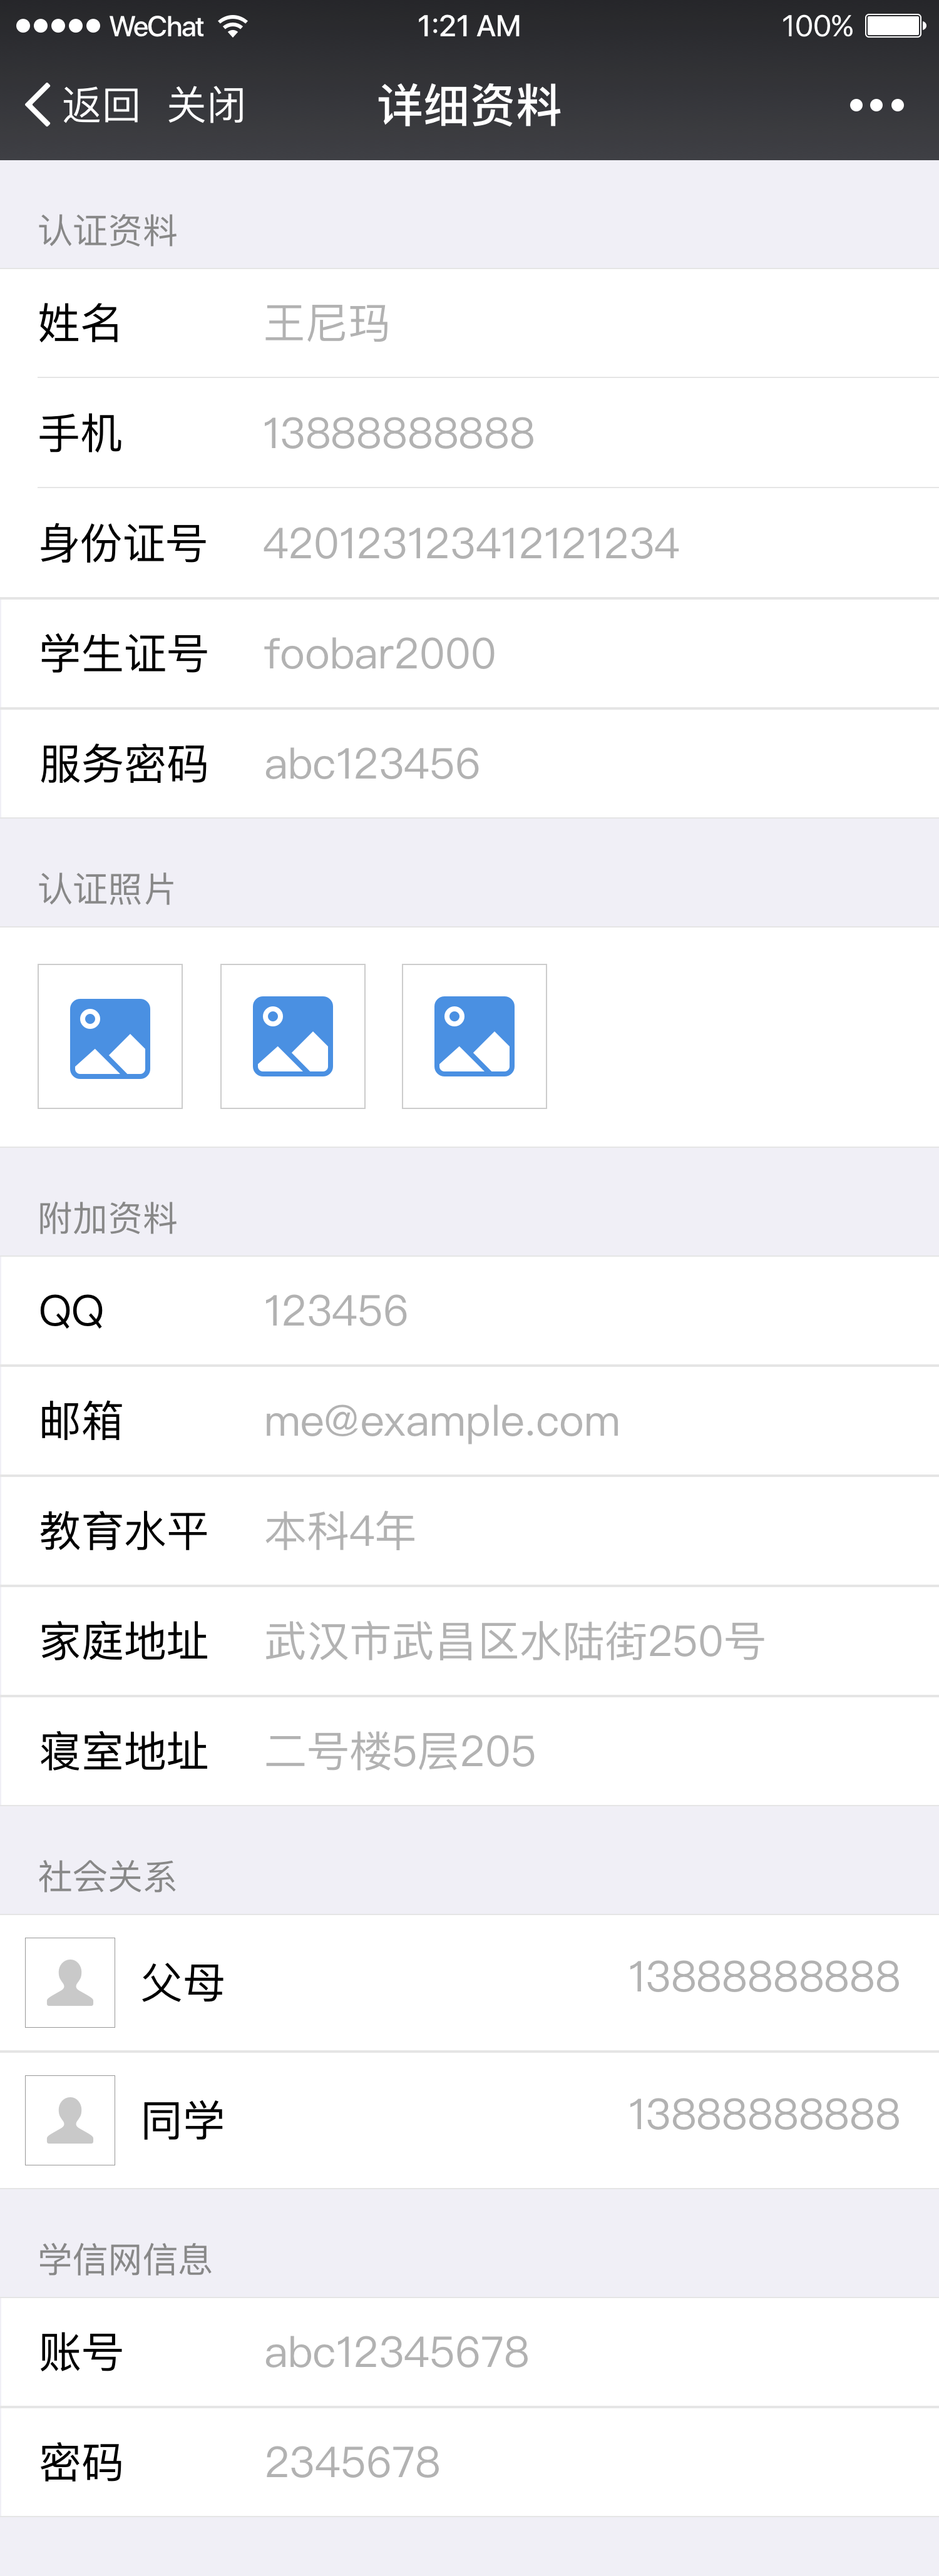 WeChat 1:21 AM 100%
返回 关闭 详细资料
认证资料
姓名 王尼玛
手机 13888888888
身份证号 420123123412121234
学生证号 foobar2000
服务密码 abc123456
认证照片
附加资料
QQ 123456
邮箱 me@example.com
教育水平 本科4年
家庭地址 武汉市武昌区水陆街250号
寝室地址 二号楼5层205
社会关系
父母 13888888888
同学 13888888888
学信网信息
账号 abc12345678
密码 2345678